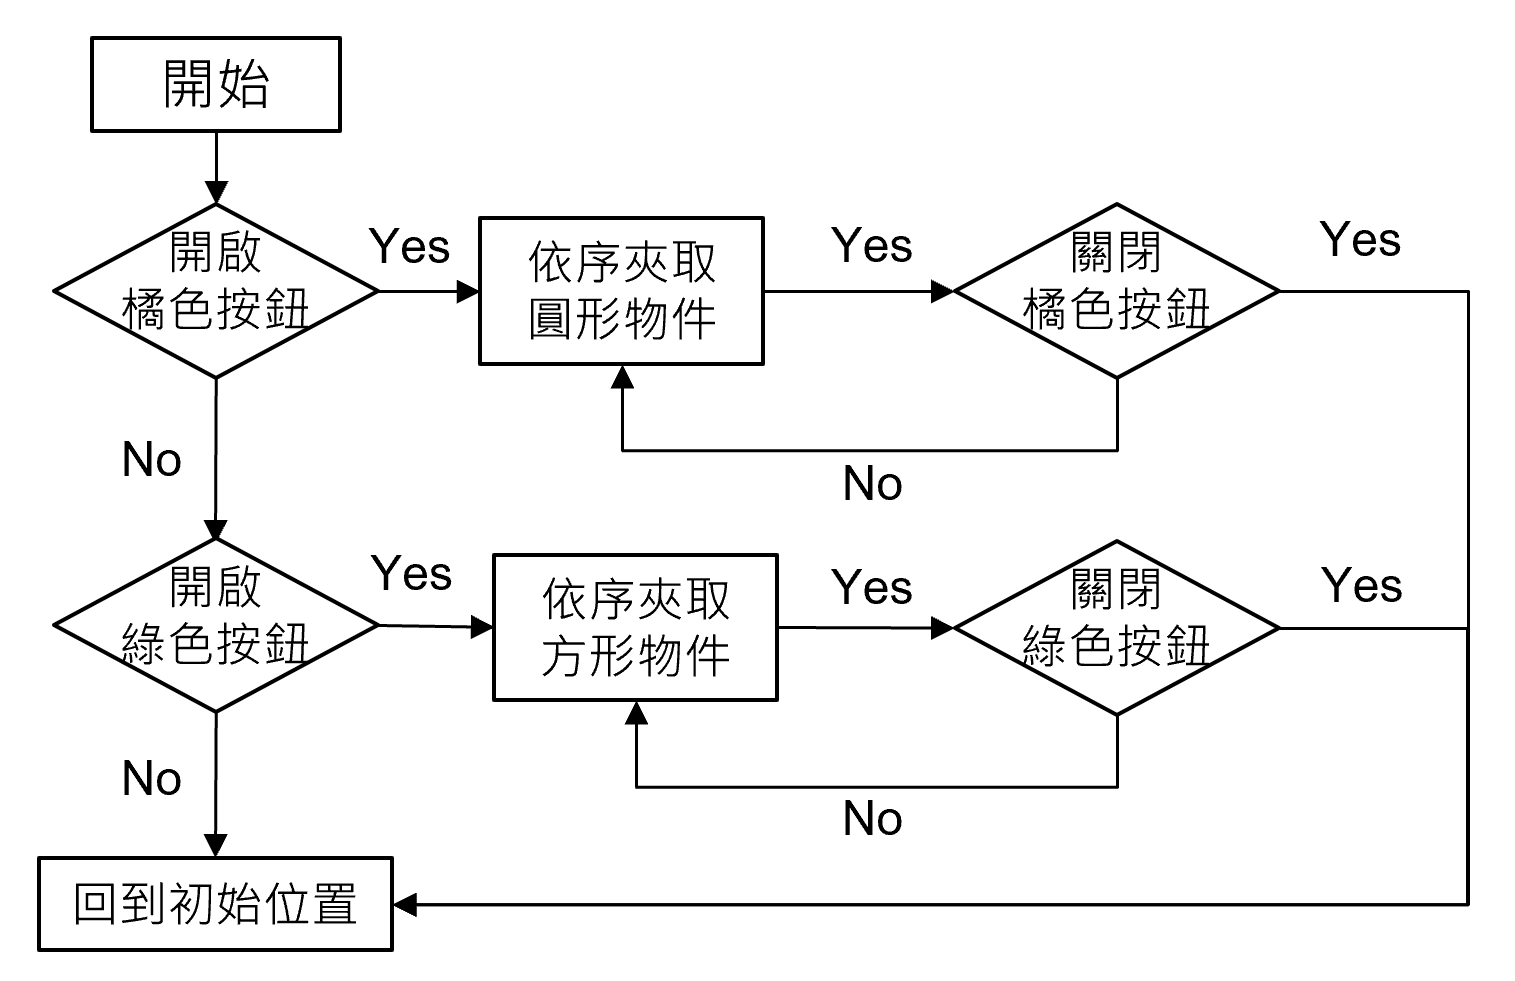 開始
開啟
橘色按鈕
Yes
依序夾取
圓形物件
Yes
關閉
橘色按鈕
Yes
No
No
開啟
綠色按鈕
Yes
依序夾取
方形物件
Yes
關閉
綠色按鈕
Yes
No
No
回到初始位置